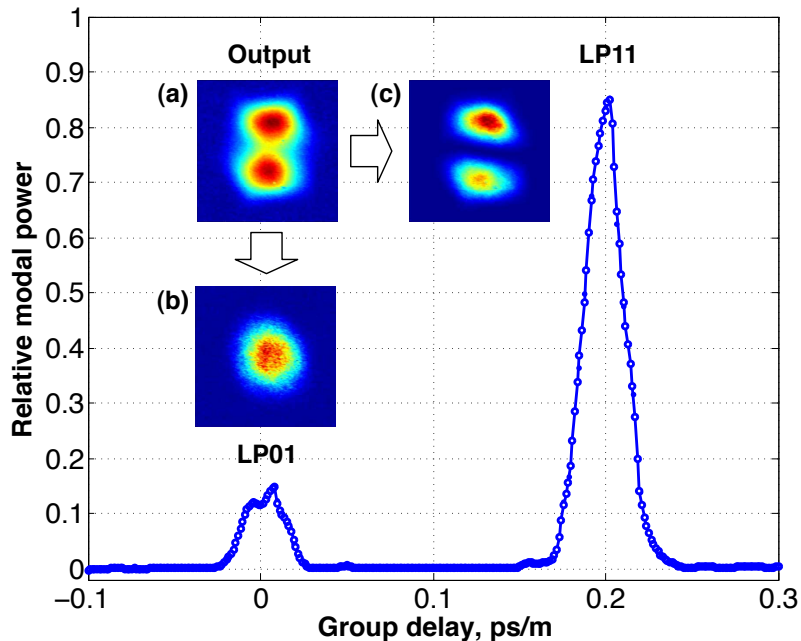 Output
LP11
(a)
(c)
(b)
LP01
Relative modal power
1
0.9
0.8
0.7
0.6
0.5
0.4
0.3
0.2
0.1
0
−0.1
0
0.1
0.2
0.3
Group delay, ps/m